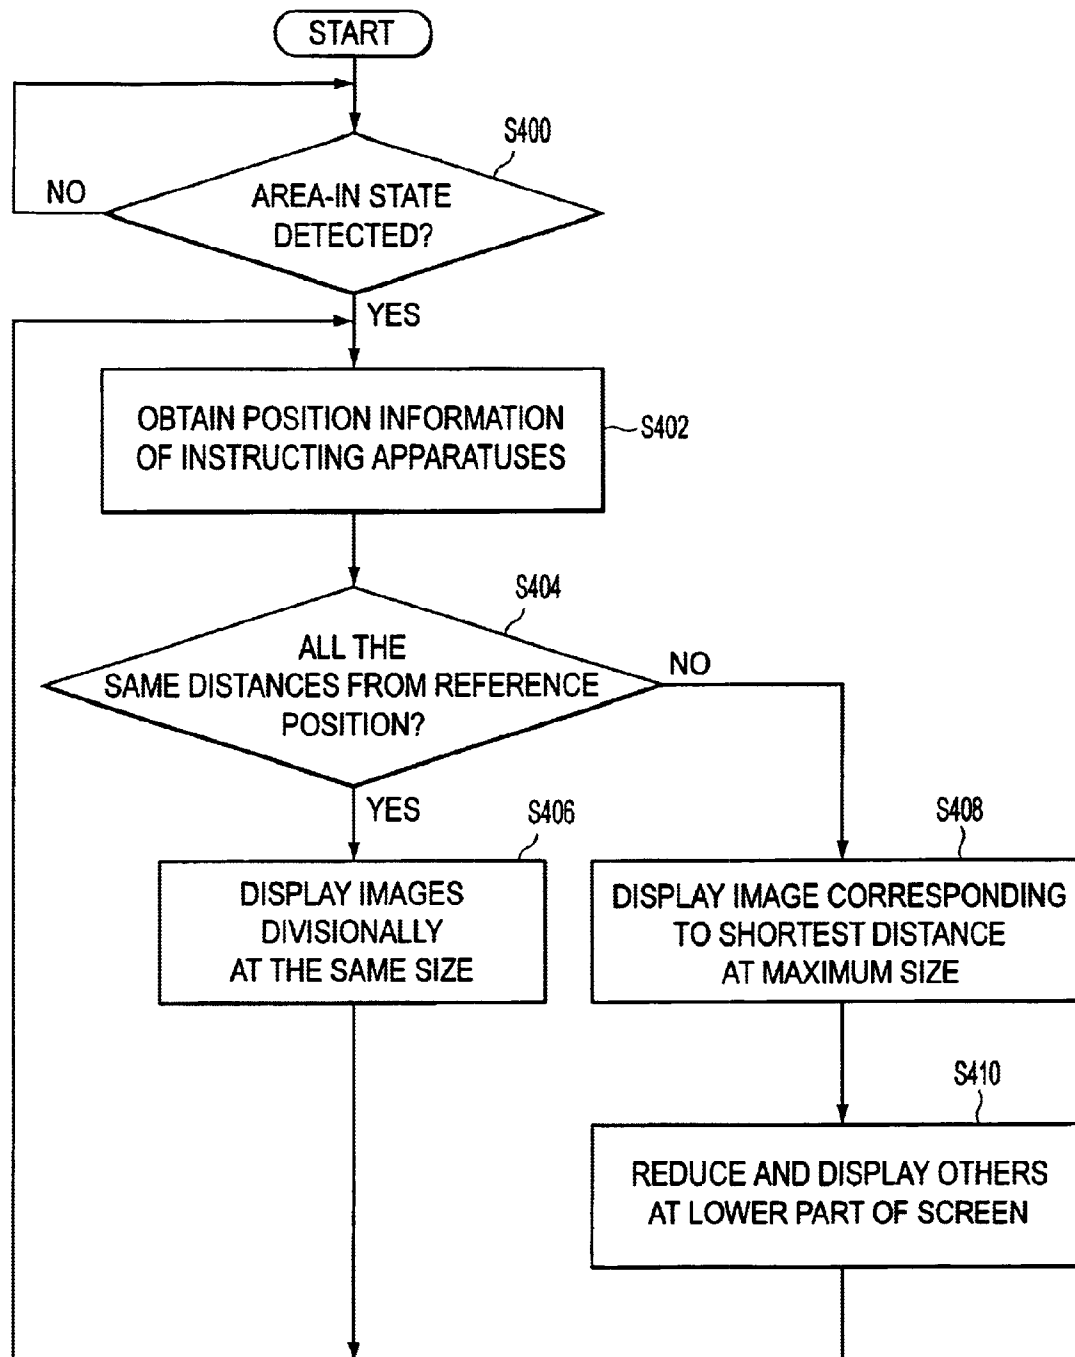 START
S400
NO
AREA-IN STATE
DETECTED?
YES
OBTAIN POSITION INFORMATION
OF INSTRUCTING APPARATUSES
S402
S404
ALL THE
SAME DISTANCES FROM REFERENCE
POSITION?
NO
YES
S406
S408
DISPLAY IMAGES
DIVISIONALLY
AT THE SAME SIZE
DISPLAY IMAGE CORRESPONDING
TO SHORTEST DISTANCE
AT MAXIMUM SIZE
S410
REDUCE AND DISPLAY OTHERS
AT LOWER PART OF SCREEN